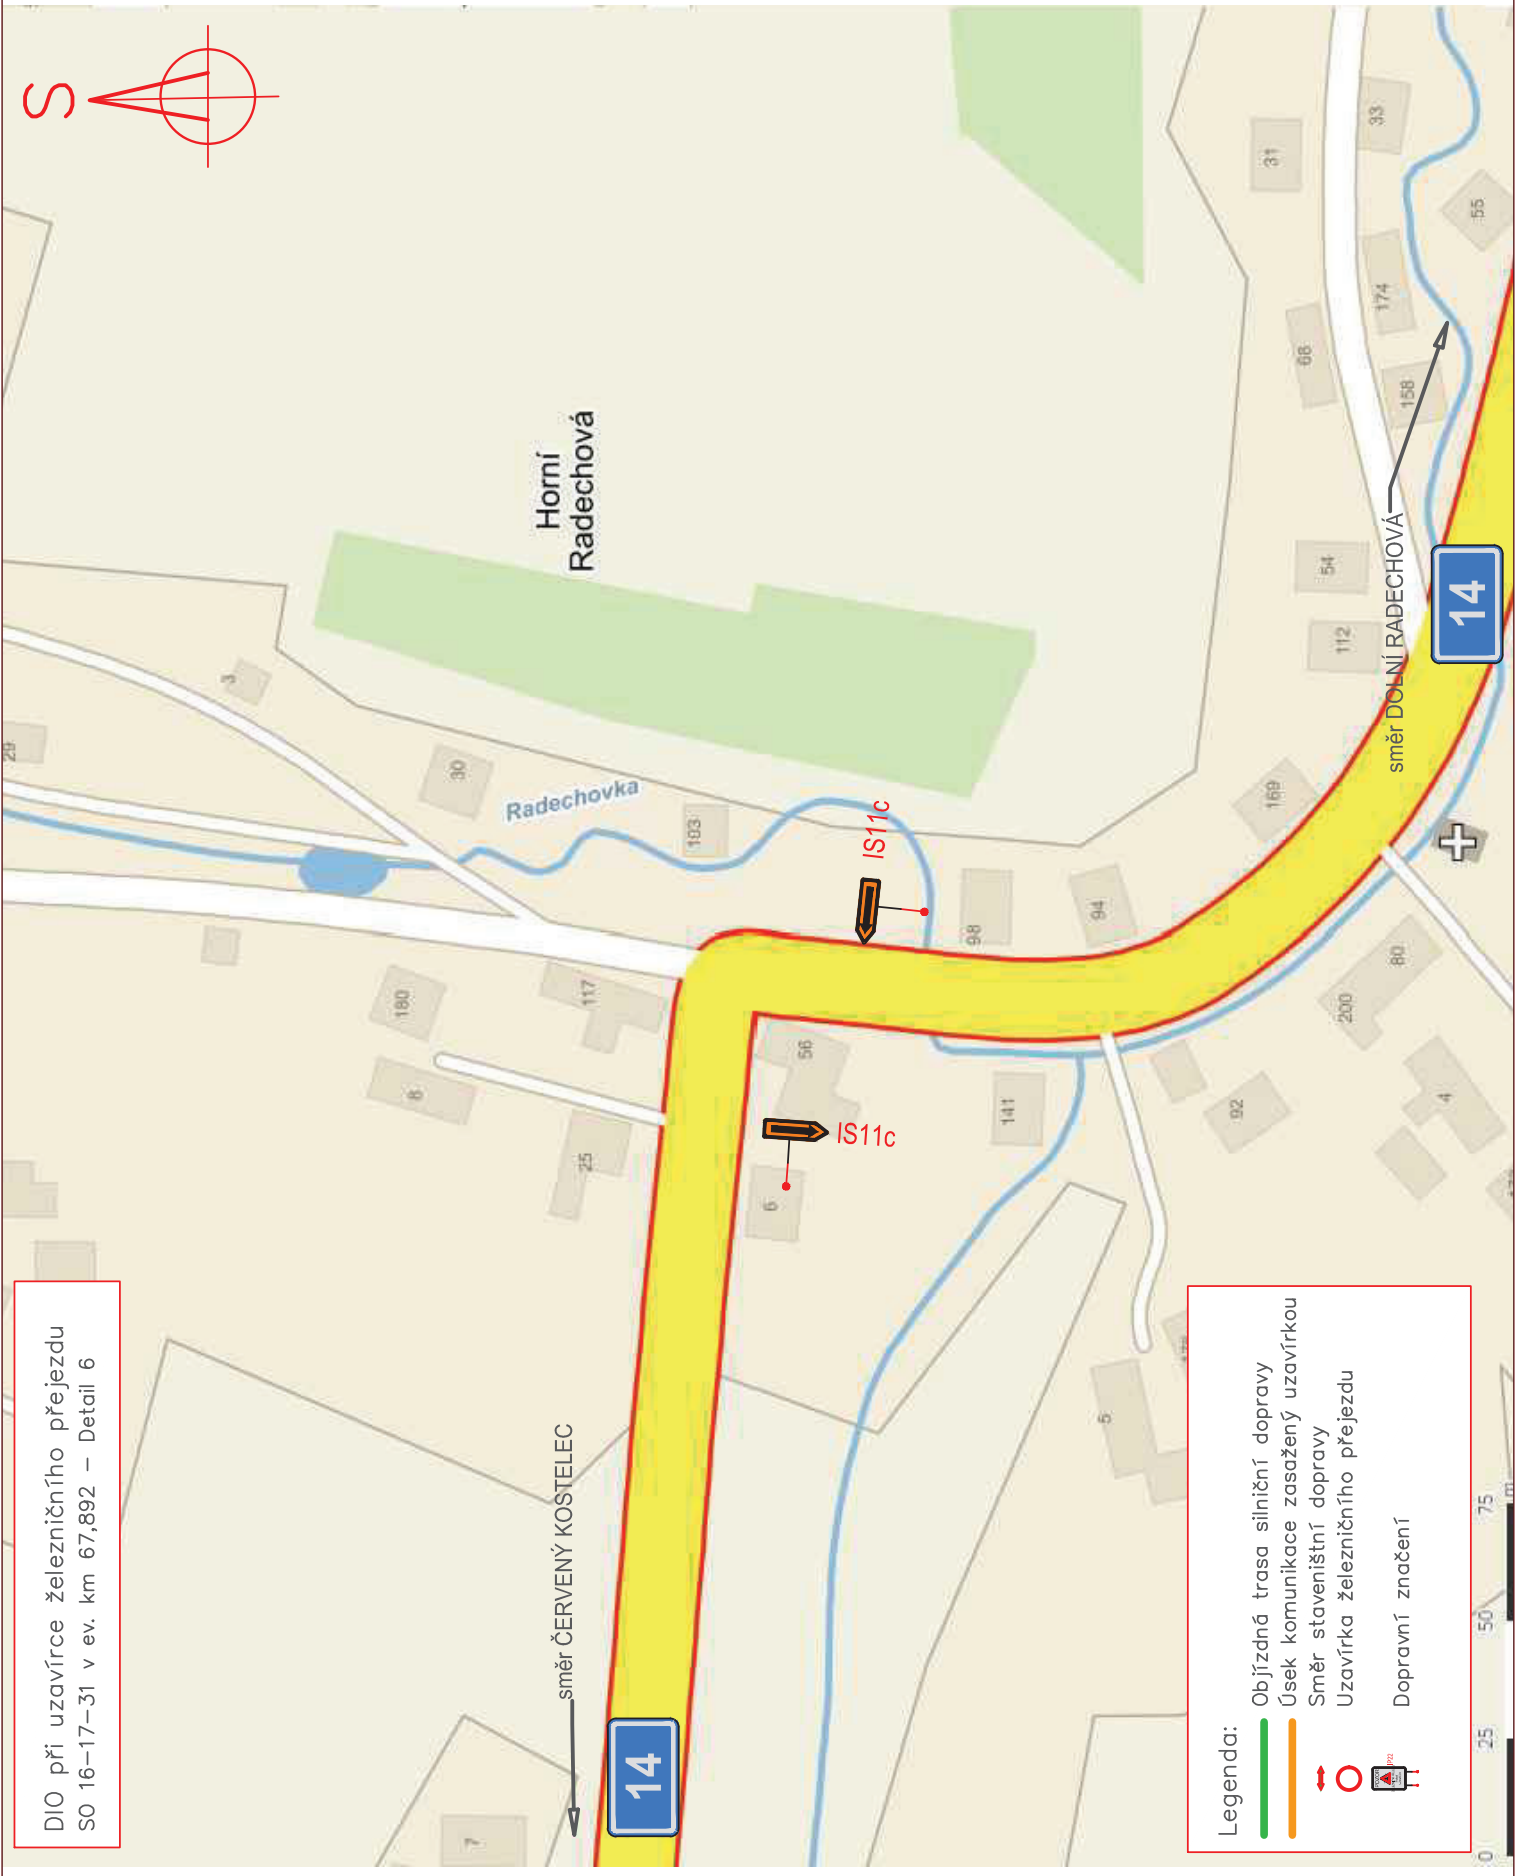 S
DIO při uzavírce železničního přejezdu
SO 16-17-31 v ev. km 67,892 - Detail 6
Horní
Radechová
Radechovka
směr ČERVENÝ KOSTELEC
směr DOLNÍ RADECHOVÁ
14
14
IS11c
IS11c
29
3
30
103
180
8
117
25
56
6
98
94
141
92
200
80
4
169
112
54
68
158
174
31
33
55
5
7
Legenda:
Objízdná trasa silniční dopravy
Úsek komunikace zasažený uzavírkou
Směr staveništní dopravy
Uzavírka železničního přejezdu
Dopravní značení
0 25 50 75
m